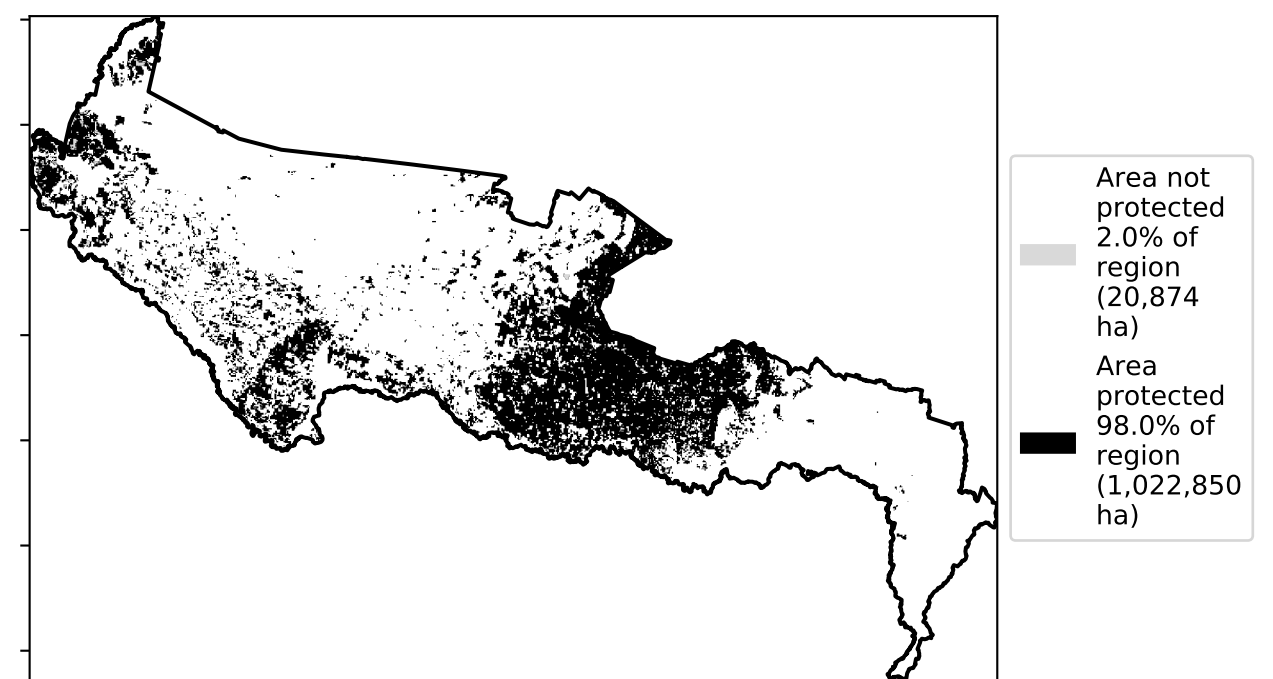 Area not
protected
2.0% of
region
(20,874
ha)
Area
protected
98.0% of
region
(1,022,850
ha)